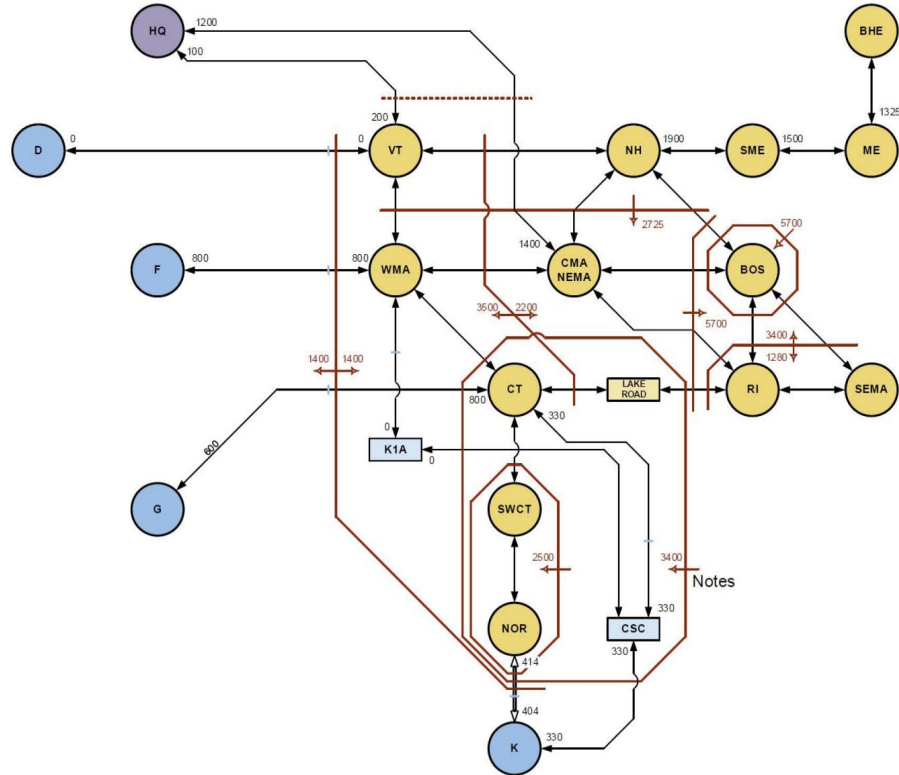 HQ
1200
BHE
100
1325
200
D
0
0
VT
NH
1900
SME
1500
ME
2725
5700
F
800
800
WMA
1400
CMA
NEMA
BOS
3500
2200
5700
3400
1280
1400
1400
CT
800
330
LAKE
ROAD
RI
SEMA
0
K1A
0
600
G
SWCT
2500
3400
Notes
NOR
330
CSC
330
414
404
K
330